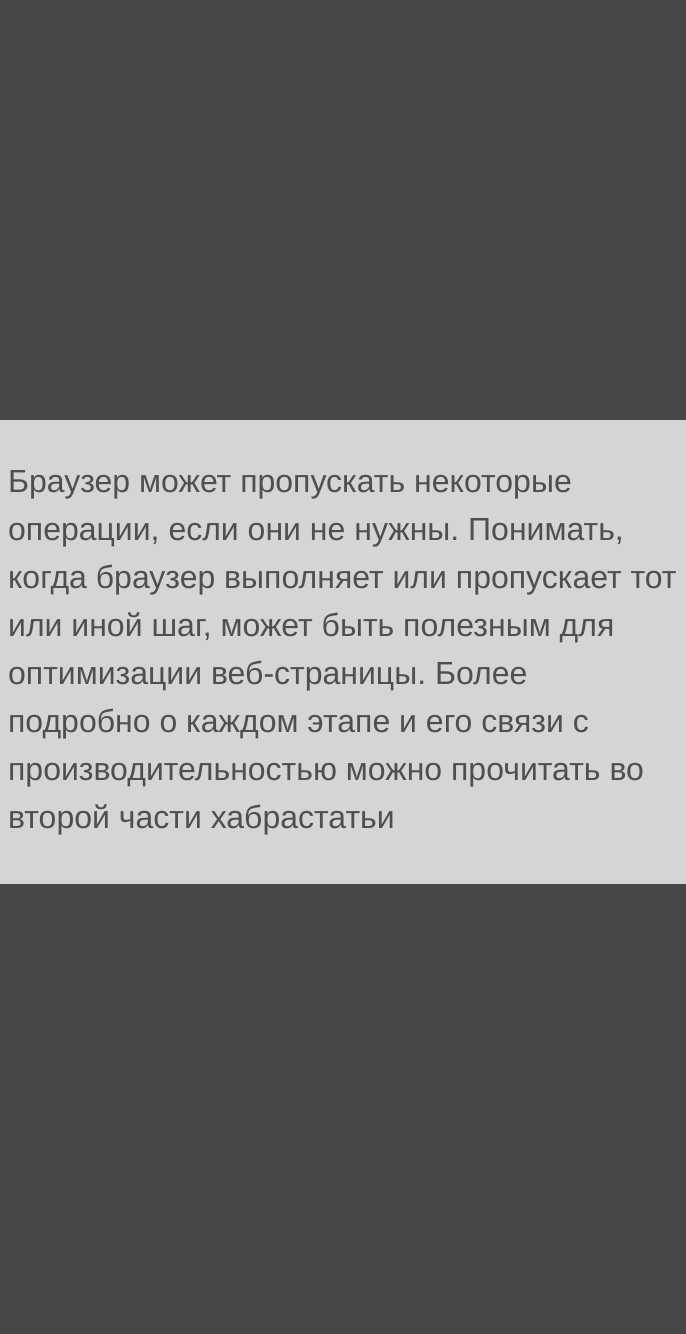 Браузер может пропускать некоторые
операции, если они не нужны. Понимать,
когда браузер выполняет или пропускает тот
или иной шаг, может быть полезным для
оптимизации веб-страницы. Более
подробно о каждом этапе и его связи с
производительностью можно прочитать во
второй части хабрастатьи